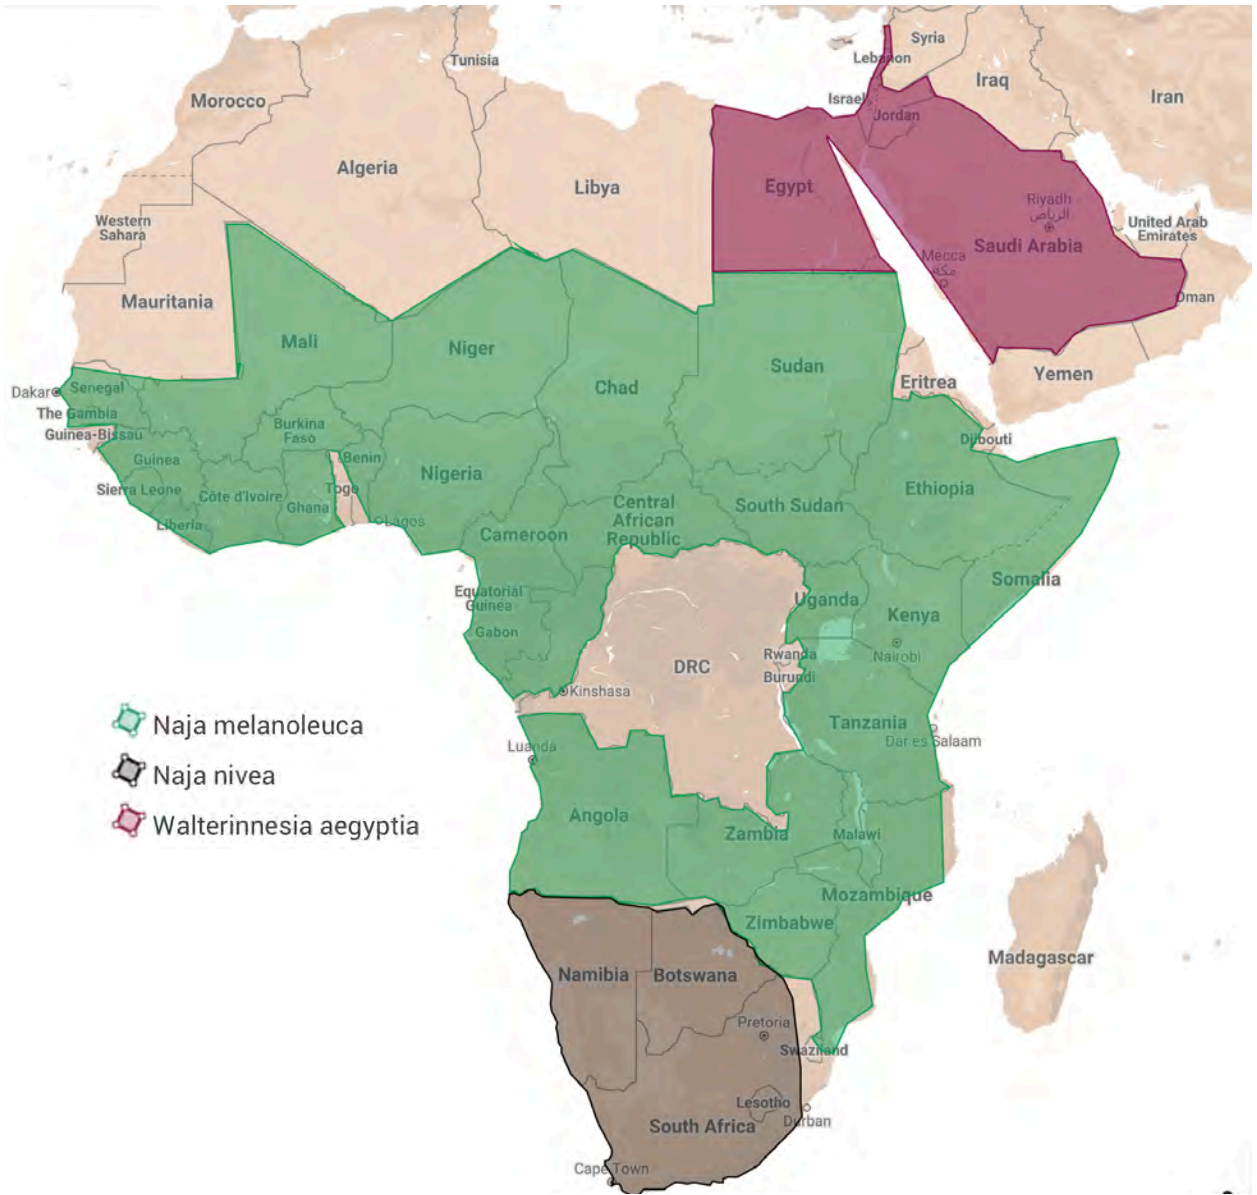 Syria
Tunisia
Lebanon
Iraq
Iran
Morocco
Israel
Jordan
Algeria
Libya
Egypt
Riyadh
الرياض
Western
Sahara
United Arab
Emirates
Saudi Arabia
Mecca
مكة
Mauritania
Oman
Mali
Niger
Sudan
Chad
Yemen
Eritrea
Dakar
Senegal
The Gambia
Guinea-Bissau
Burkina
Faso
Djibouti
Guinea
Benin
Nigeria
Ethiopia
Sierra Leone
Côte d'Ivoire
Togo
Ghana
Central
African
Republic
South Sudan
Liberia
Lagos
Cameroon
Somalia
Equatorial
Guinea
Uganda
Kenya
Gabon
Nairobi
DRC
Rwanda
Burundi
Kinshasa
Naja melanoleuca
Tanzania
Dar es Salaam
Luanda
Naja nivea
Angola
Zambia
Malawi
Walterinnesia aegyptia
Mozambique
Zimbabwe
Madagascar
Namibia
Botswana
Pretoria
Swaziland
Lesotho
Durban
South Africa
Cape Town